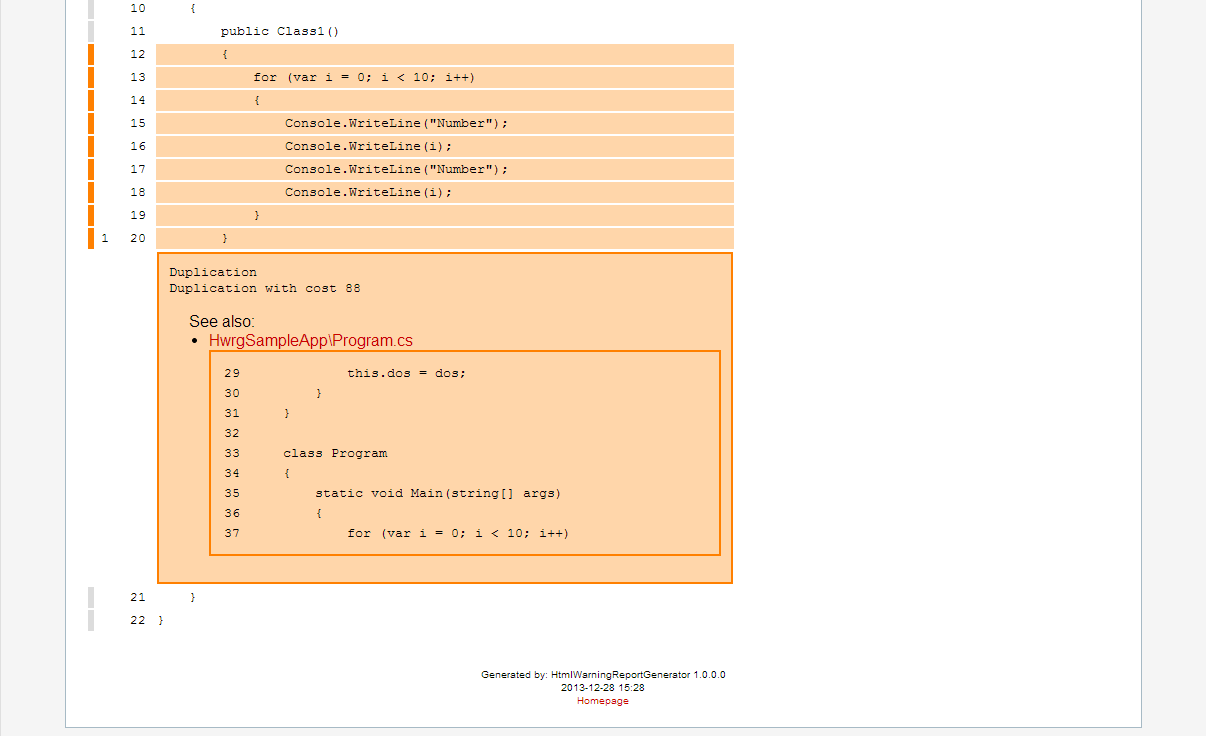 10 {
11 public Class1()
12 {
13 for (var i = 0; i < 10; i++)
14 {
15 Console.WriteLine("Number");
16 Console.WriteLine(i);
17 Console.WriteLine("Number");
18 Console.WriteLine(i);
19 }
1 20 }
Duplication
Duplication with cost 88
See also:
• HwrgSampleApp\Program.cs
29 this.dos = dos;
30 }
31 }
32
33 class Program
34 {
35 static void Main(string[] args)
36 {
37 for (var i = 0; i < 10; i++)
21 }
22 }
Generated by: HtmlWarningReportGenerator 1.0.0.0
2013-12-28 15:28
Homepage